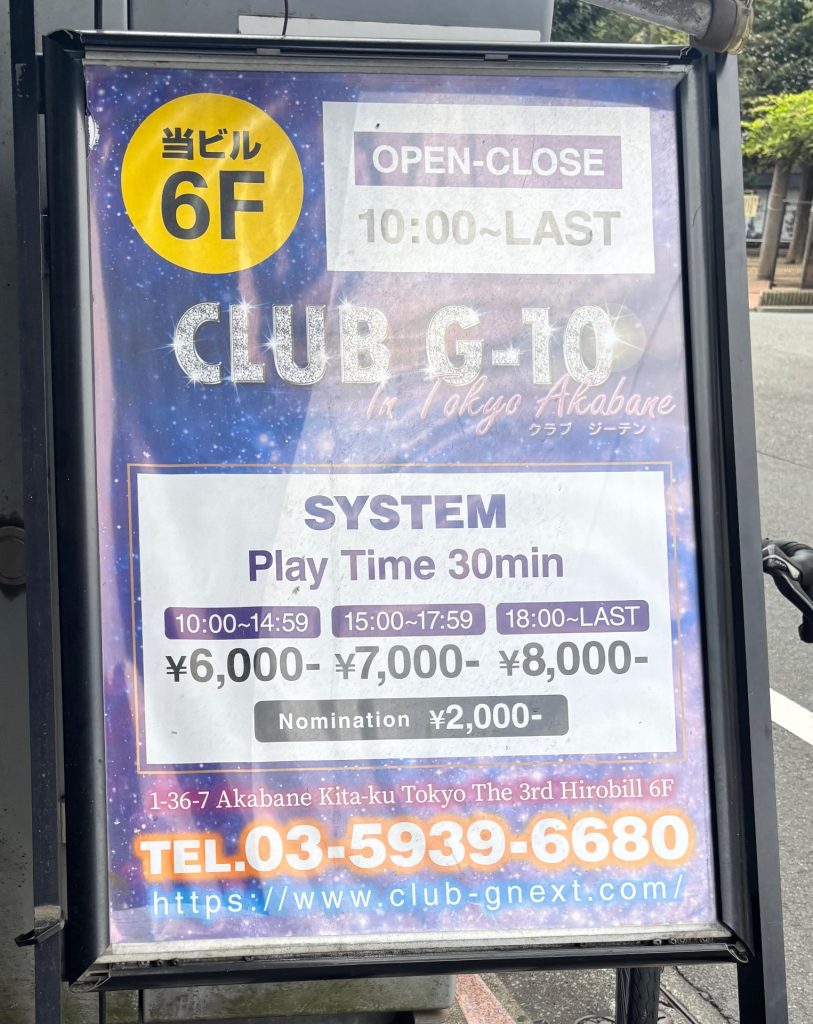 当ビル
6F
OPEN-CLOSE
10:00~LAST
CLUB G-10
In Tokyo Akabane
クラブ ジーテン
SYSTEM
Play Time 30min
10:00~14:59 15:00~17:59 18:00~LAST
¥6,000- ¥7,000- ¥8,000-
Nomination ¥2,000-
1-36-7 Akabane Kita-ku Tokyo The 3rd Hirobill 6F
TEL.03-5939-6680
https://www.club-gnext.com/